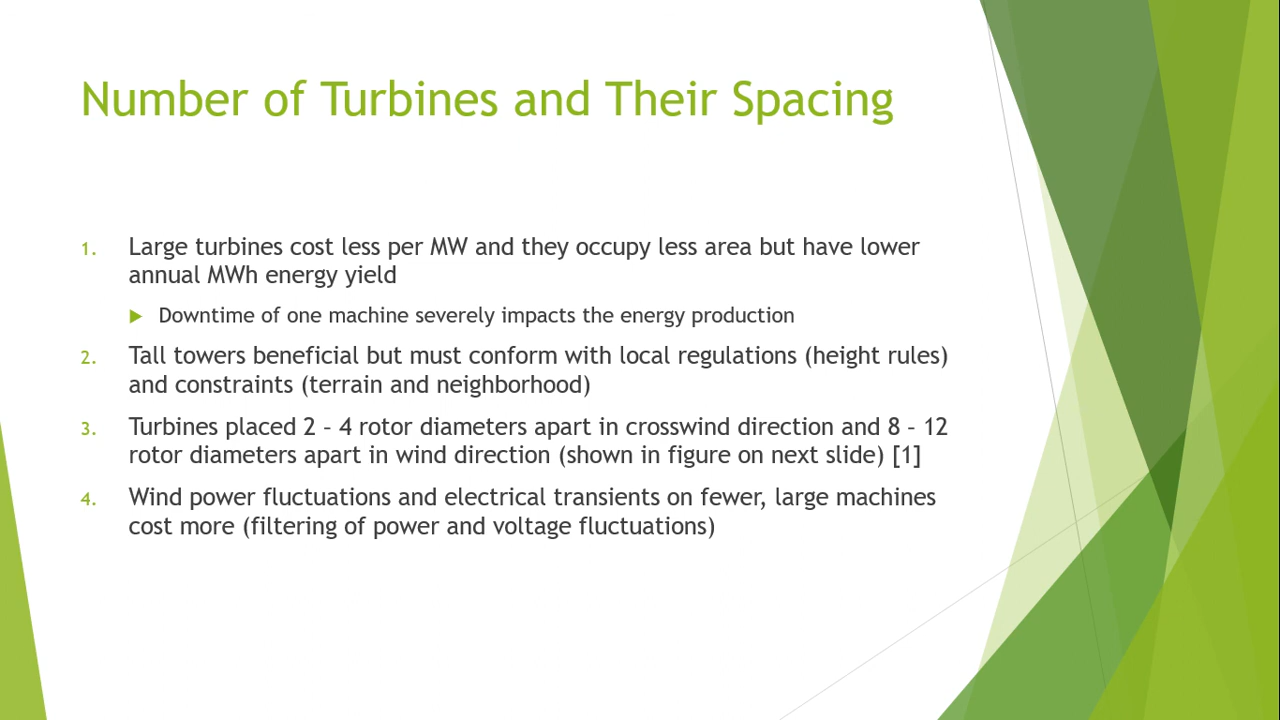 Number of Turbines and Their Spacing
1. Large turbines cost less per MW and they occupy less area but have lower
annual MWh energy yield
Downtime of one machine severely impacts the energy production
2. Tall towers beneficial but must conform with local regulations (height rules)
and constraints (terrain and neighborhood)
3. Turbines placed 2 – 4 rotor diameters apart in crosswind direction and 8 – 12
rotor diameters apart in wind direction (shown in figure on next slide) [1]
4. Wind power fluctuations and electrical transients on fewer, large machines
cost more (filtering of power and voltage fluctuations)